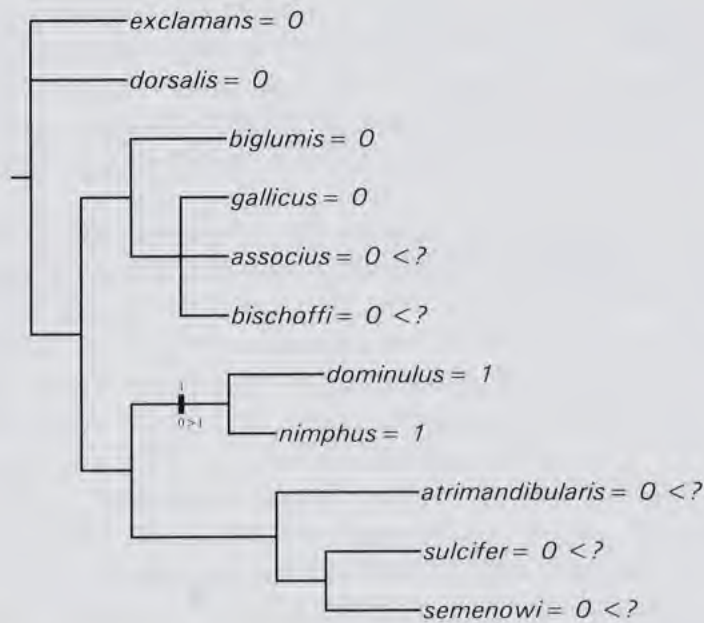 exclamans = 0
dorsalis = 0
biglumis = 0
gallicus = 0
associus = 0 <?
bischoffi = 0 <?
dominulus = 1
1
0>1
nimphus = 1
atrimandibularis = 0 <?
sulcifer = 0 <?
semenowi = 0 <?